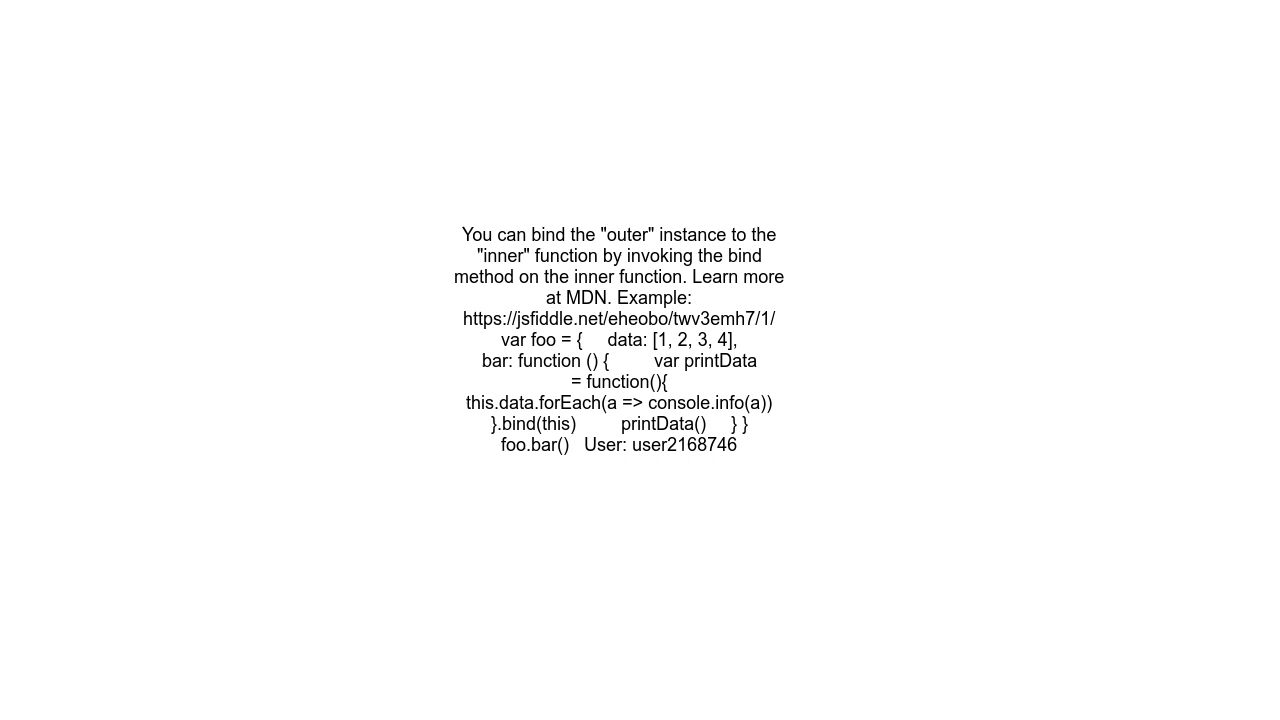 You can bind the "outer" instance to the
"inner" function by invoking the bind
method on the inner function. Learn more
at MDN. Example:
https://jsfiddle.net/eheobo/twv3emh7/1/
var foo = {     data: [1, 2, 3, 4],
bar: function () {         var printData
= function(){
this.data.forEach(a => console.info(a))
}.bind(this)         printData()     } }
foo.bar()   User: user2168746